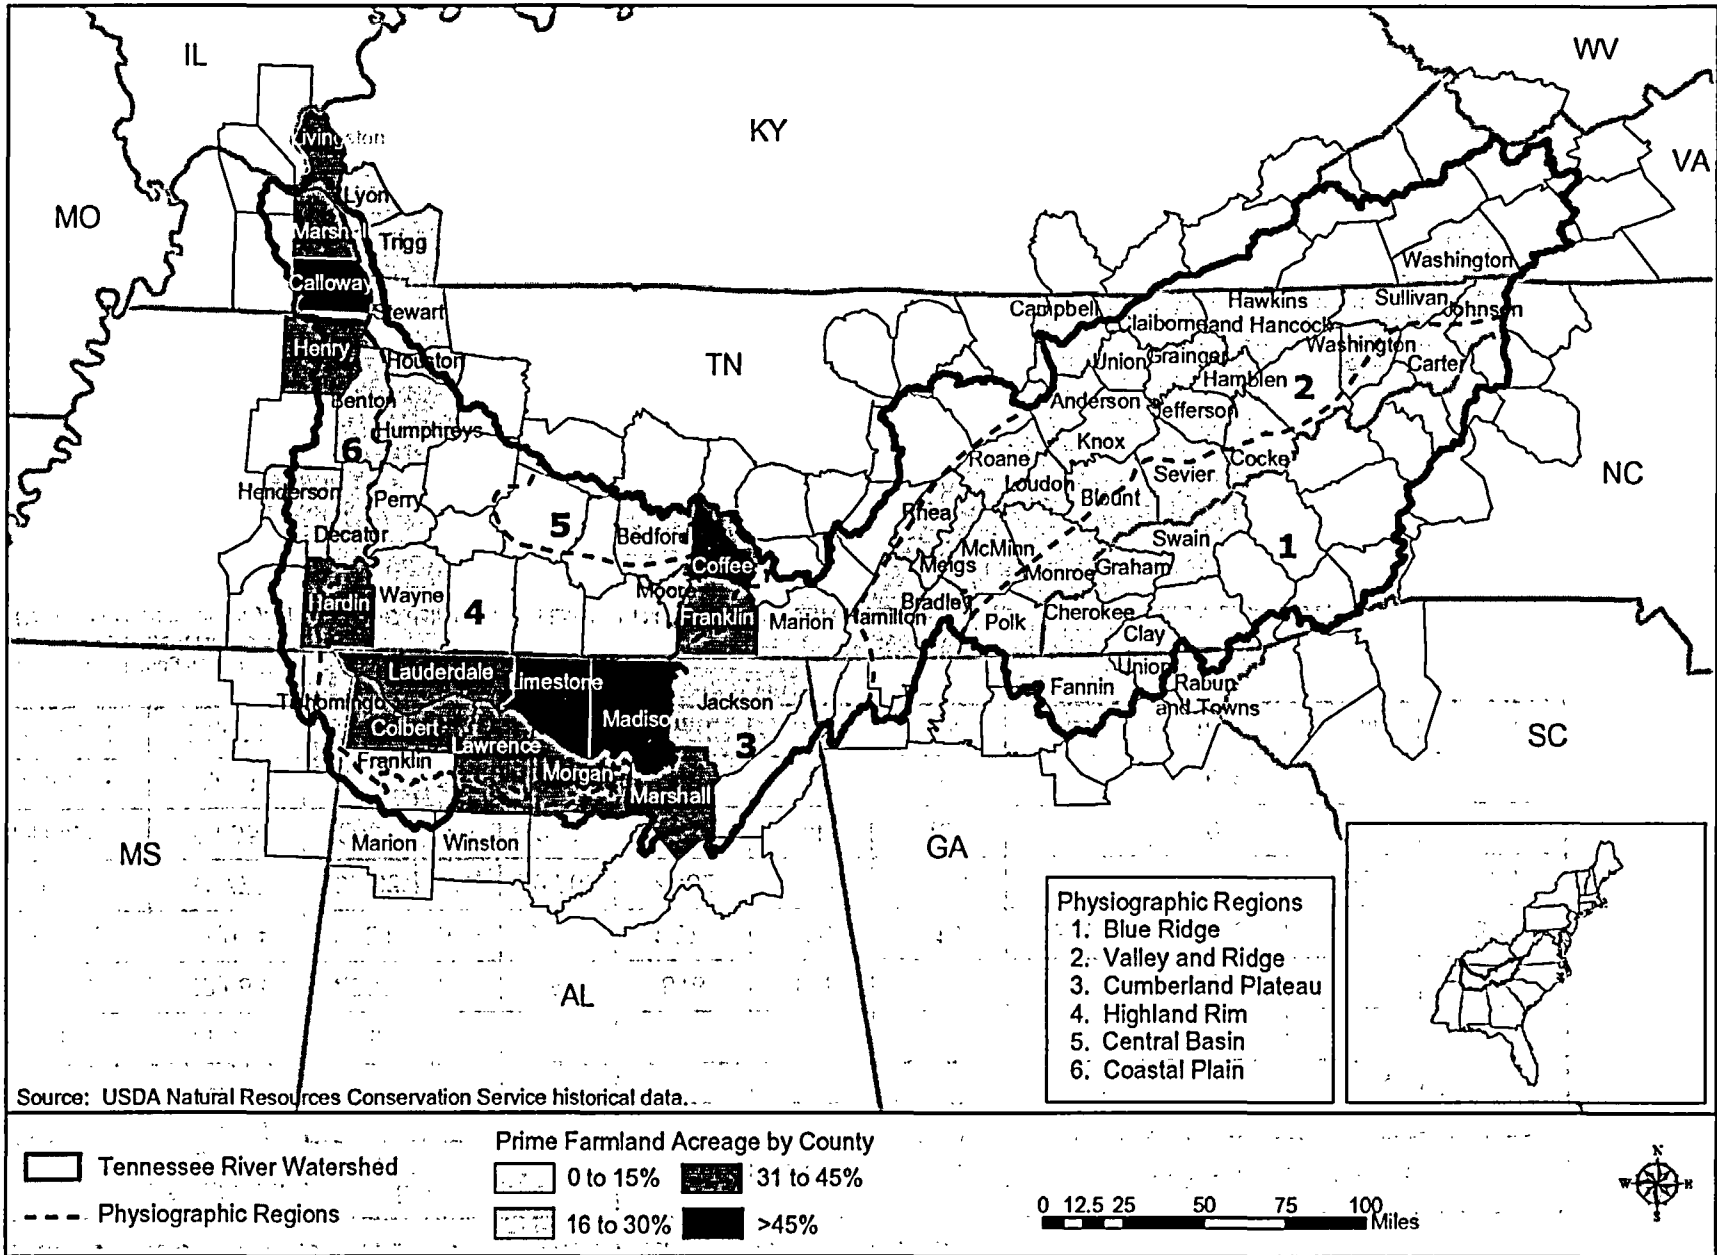 IL
WV
KY
VA
MO
Livingston
Lyon
Marshall
Trigg
Calloway
Washington
Stewart
Henry
Houston
TN
Campbell
Hawkins
Sullivan
Johnson
Claiborne and Hancock
Washington
Union
Grainger
Carter
Hamblen
2
Benton
Anderson
Jefferson
Humphreys
6
Knox
Roane
Cocke
Sevier
NC
Henderson
Perry
Loudon
Blount
Rhea
5
Bedford
Decatur
Swain
1
McMinn
Coffee
Meigs
Monroe
Graham
Moore
Hardin
Wayne
4
Bradley
Franklin
Marion
Hamilton
Polk
Cherokee
Clay
Lauderdale
Limestone
Union
Fannin
Rabun
and Towns
Tishomingo
Madison
Jackson
Colbert
Lawrence
3
SC
Franklin
Morgan
Marshall
Marion
Winston
MS
GA
AL
Physiographic Regions
1. Blue Ridge
2. Valley and Ridge
3. Cumberland Plateau
4. Highland Rim
5. Central Basin
6. Coastal Plain
Source: USDA Natural Resources Conservation Service historical data.
Tennessee River Watershed
Physiographic Regions
Prime Farmland Acreage by County
0 to 15%
31 to 45%
16 to 30%
>45%
0 12.5 25 50 75 100
Miles
N
W E
S